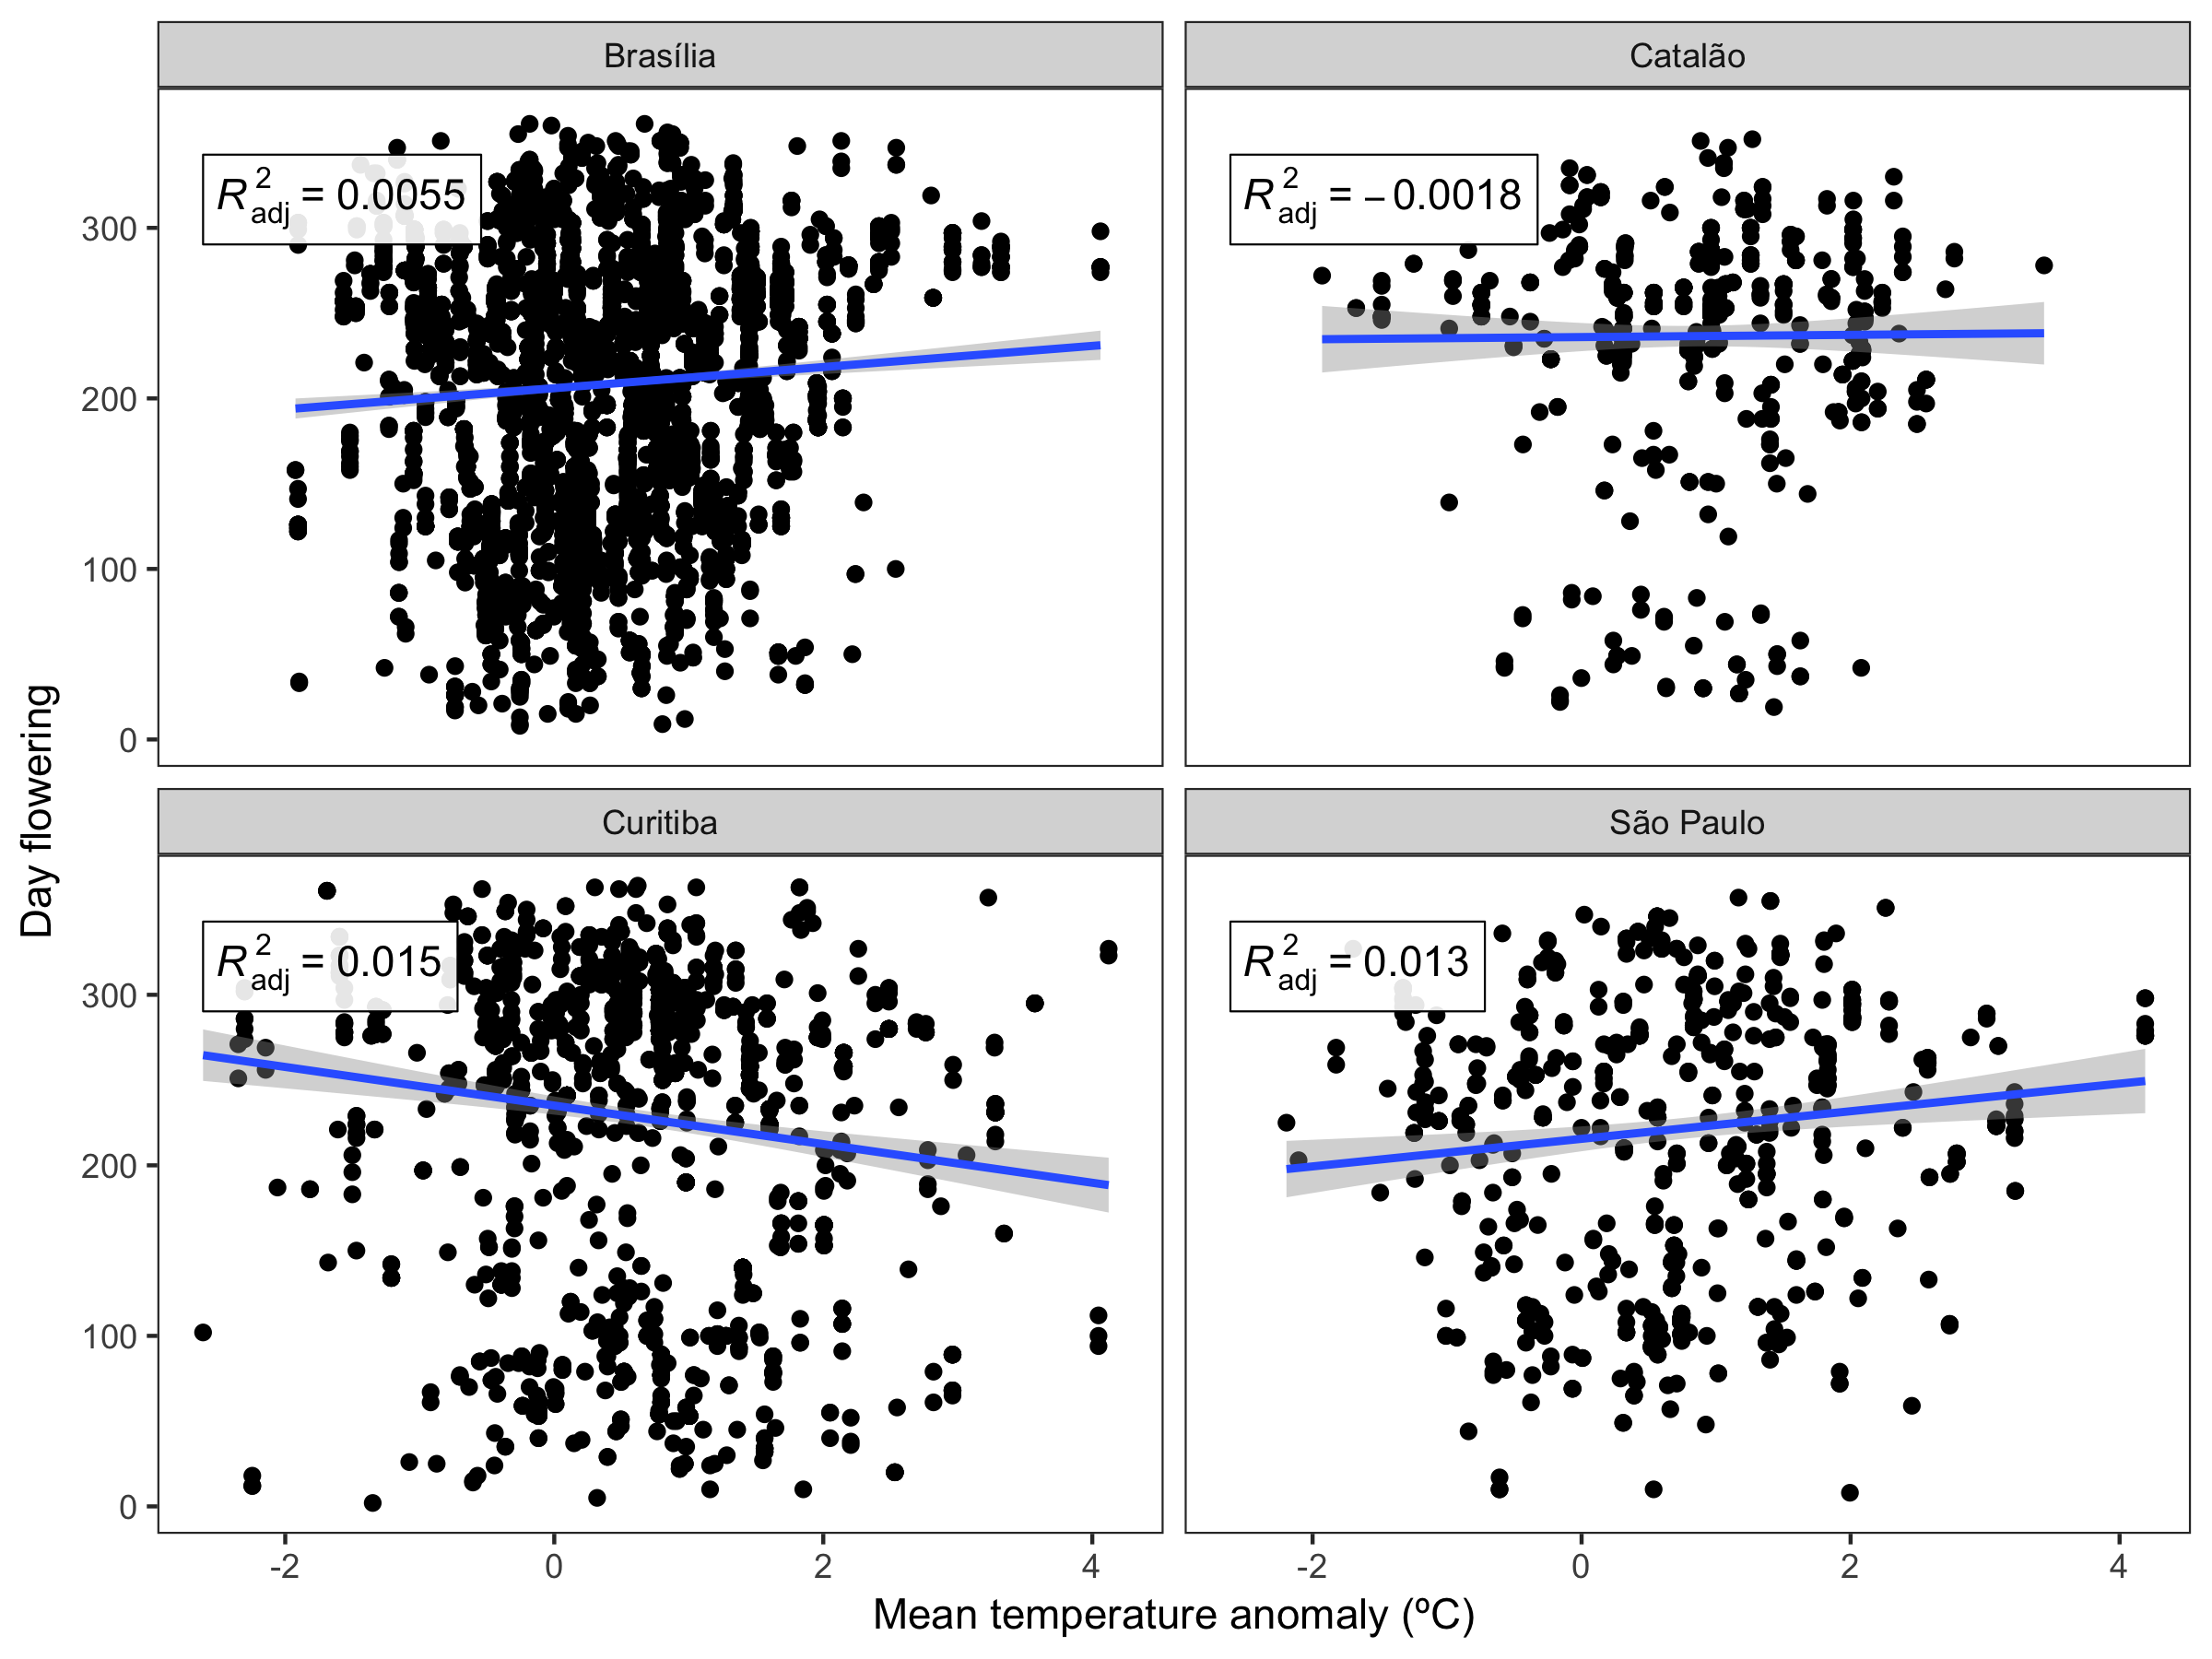 Brasília
Catalão
R²adj = 0.0055
R²adj = −0.0018
300
200
100
0
Curitiba
São Paulo
R²adj = 0.015
R²adj = 0.013
300
200
100
0
-2 0 2 4
-2 0 2 4
Day flowering
Mean temperature anomaly (ºC)